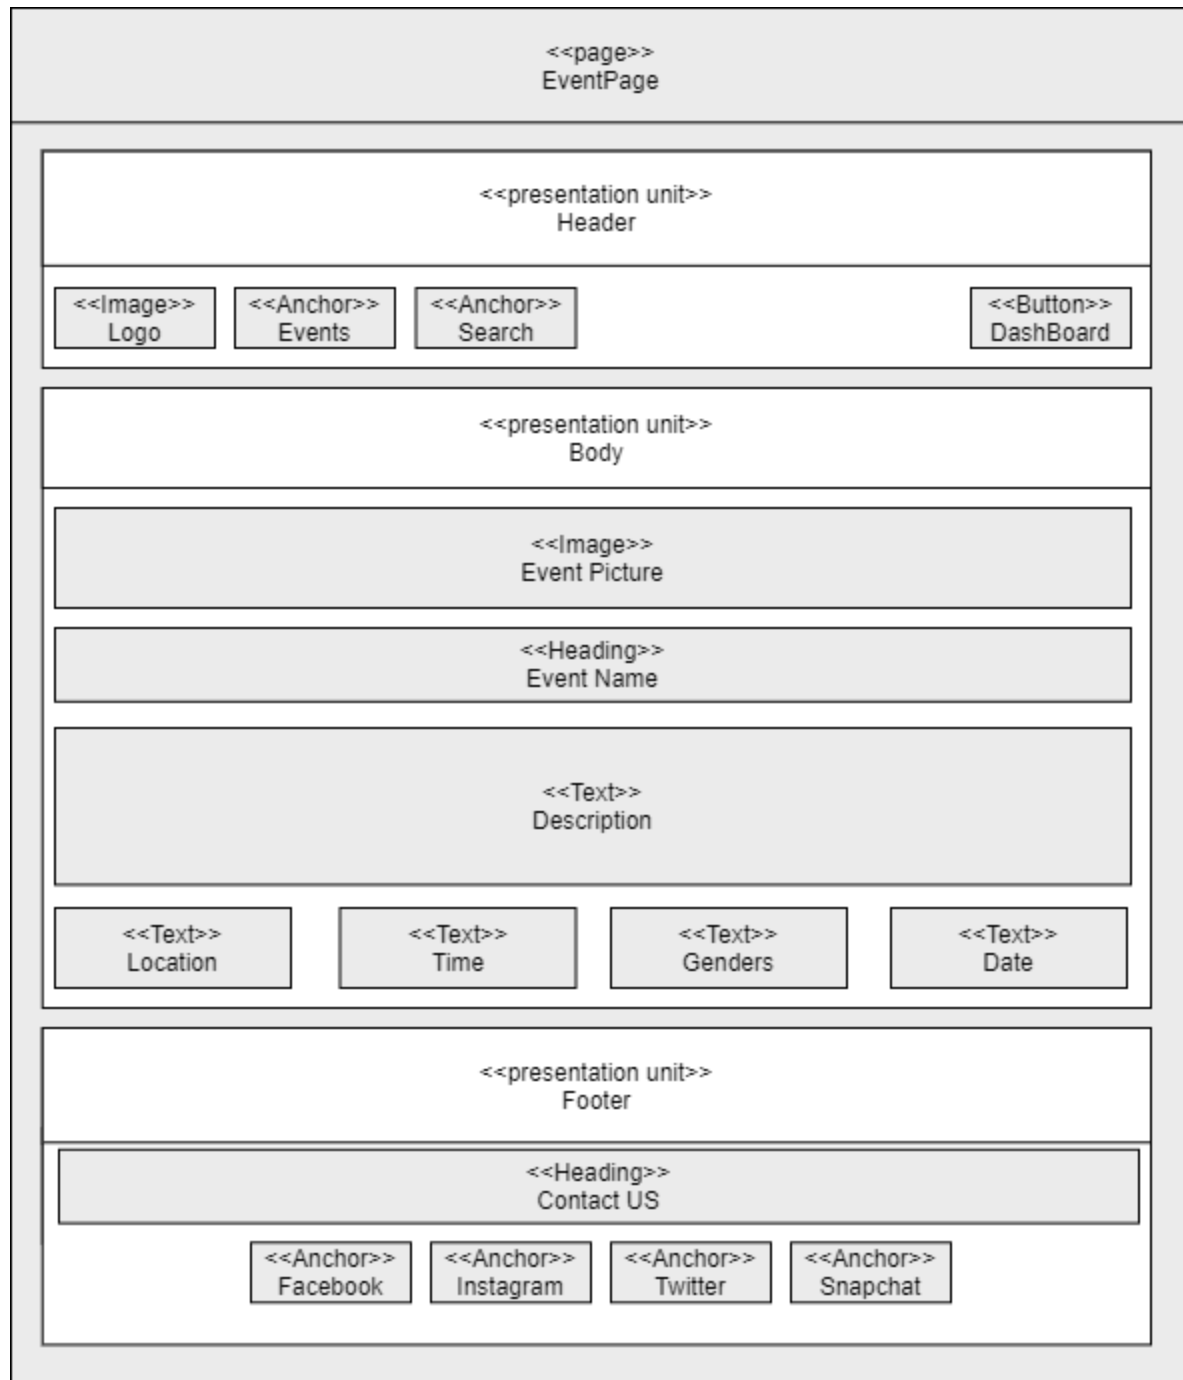 <<page>>
EventPage
<<presentation unit>>
Header
<<Image>>
Logo
<<Anchor>>
Events
<<Anchor>>
Search
<<Button>>
DashBoard
<<presentation unit>>
Body
<<Image>>
Event Picture
<<Heading>>
Event Name
<<Text>>
Description
<<Text>>
Location
<<Text>>
Time
<<Text>>
Genders
<<Text>>
Date
<<presentation unit>>
Footer
<<Heading>>
Contact US
<<Anchor>>
Facebook
<<Anchor>>
Instagram
<<Anchor>>
Twitter
<<Anchor>>
Snapchat